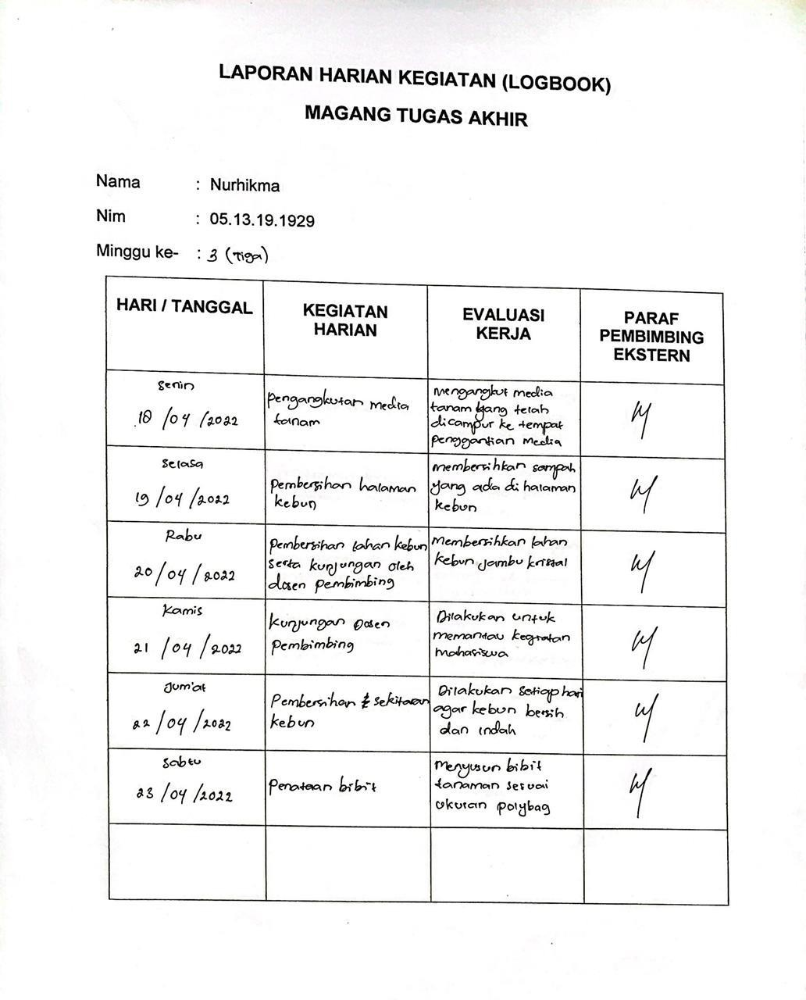 LAPORAN HARIAN KEGIATAN (LOGBOOK)
MAGANG TUGAS AKHIR
Nama : Nurhikma
Nim : 05.13.19.1929
Minggu ke- : 3 (Tiga)
HARI / TANGGAL
KEGIATAN
HARIAN
EVALUASI
KERJA
PARAF
PEMBIMBING
EKSTERN
Senin
18 /04 /2022
pengangkutan media
tanam
Mengangkut media
tanam yang telah
dicampur ke tempat
penggantian media
Selasa
19 /04 /2022
Pembersihan halaman
kebun
membersihkan sampah
yang ada di halaman
kebun
Rabu
20 /04 /2022
Pembersihan lahan kebun
serta kunjungan oleh
dosen pembimbing
Membersihkan lahan
kebun jambu kristal
Kamis
21 /04 /2022
Kunjungan Dosen
Pembimbing
Dilakukan untuk
memantau kegiatan
mahasiswa
Jum'at
22 /04 /2022
Pembersihan sekitaran
kebun
Dilakukan setiap hari
agar kebun bersih
dan indah
Sabtu
23 /04 /2022
Penataan bibit
Menyusun bibit
tanaman sesuai
ukuran polybag